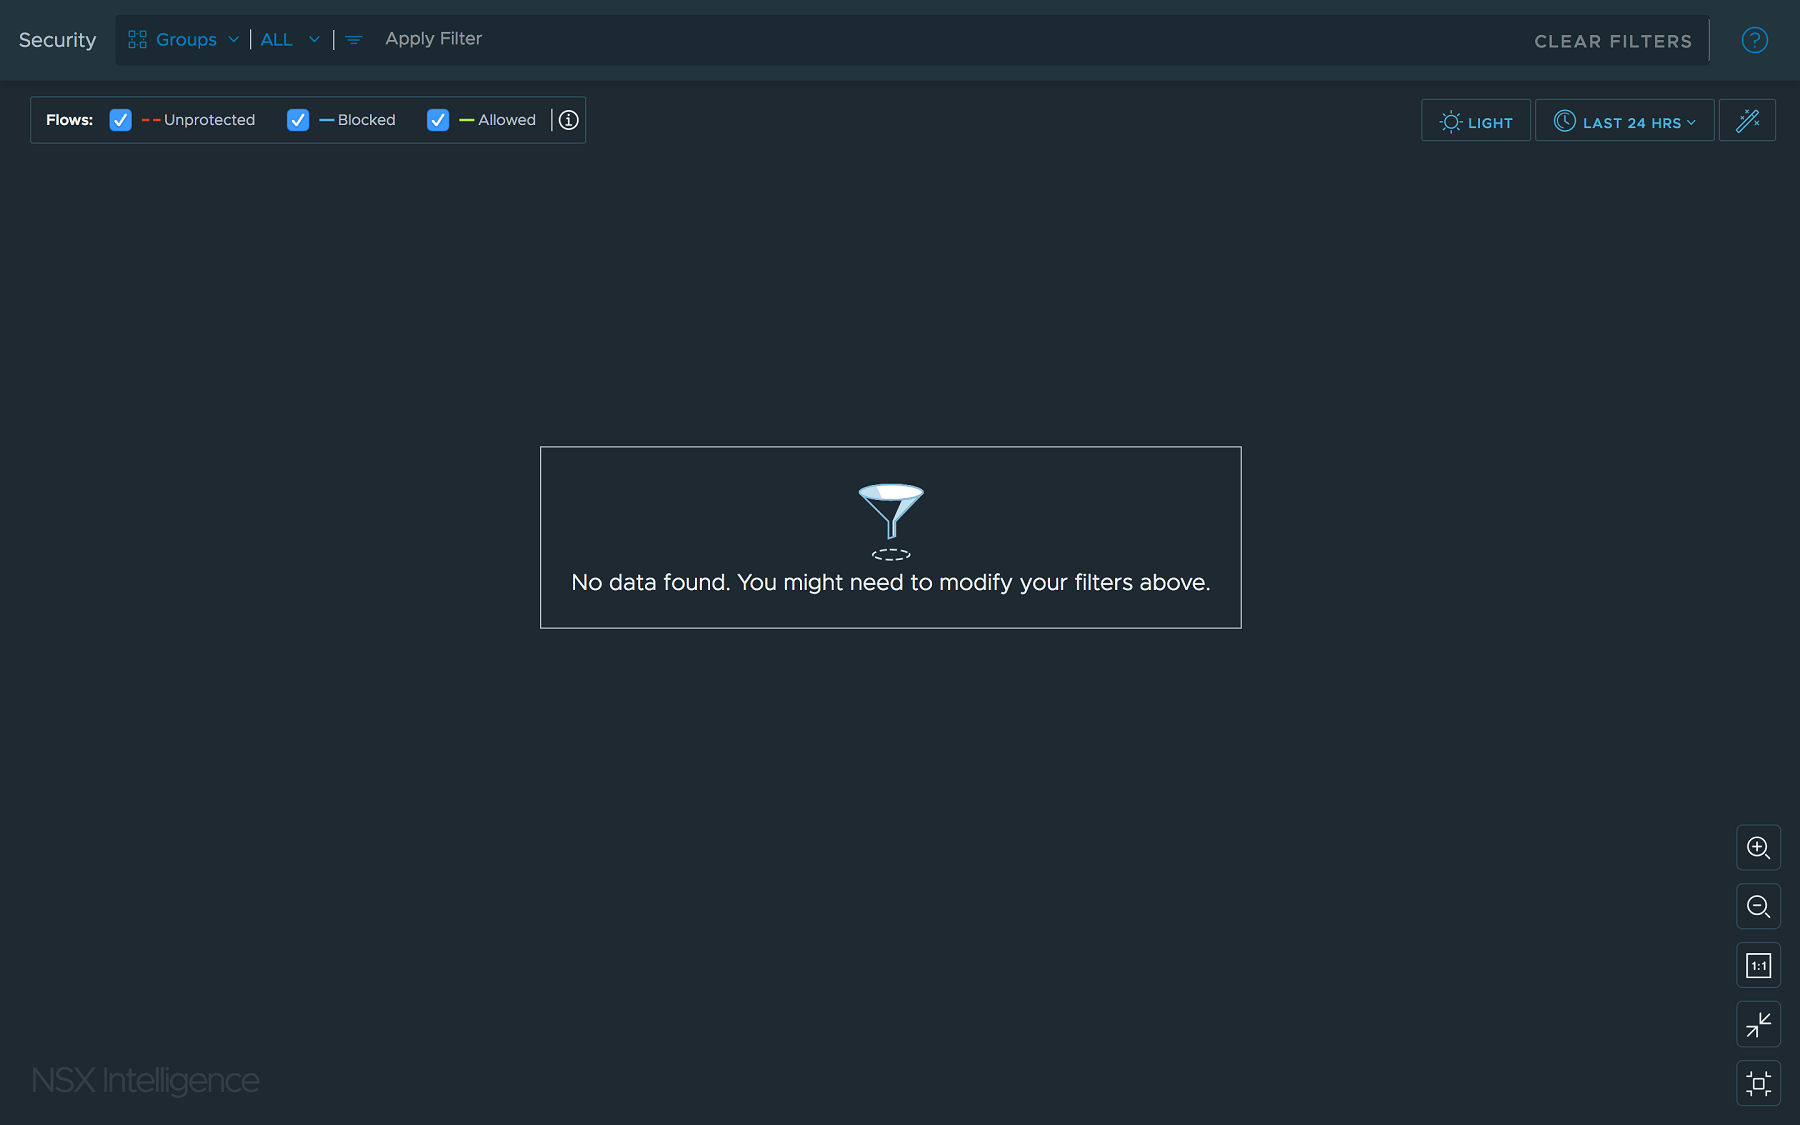 Security Groups ALL Apply Filter CLEAR FILTERS ?
Flows: Unprotected Blocked Allowed LIGHT LAST 24 HRS
No data found. You might need to modify your filters above.
1:1
NSX Intelligence